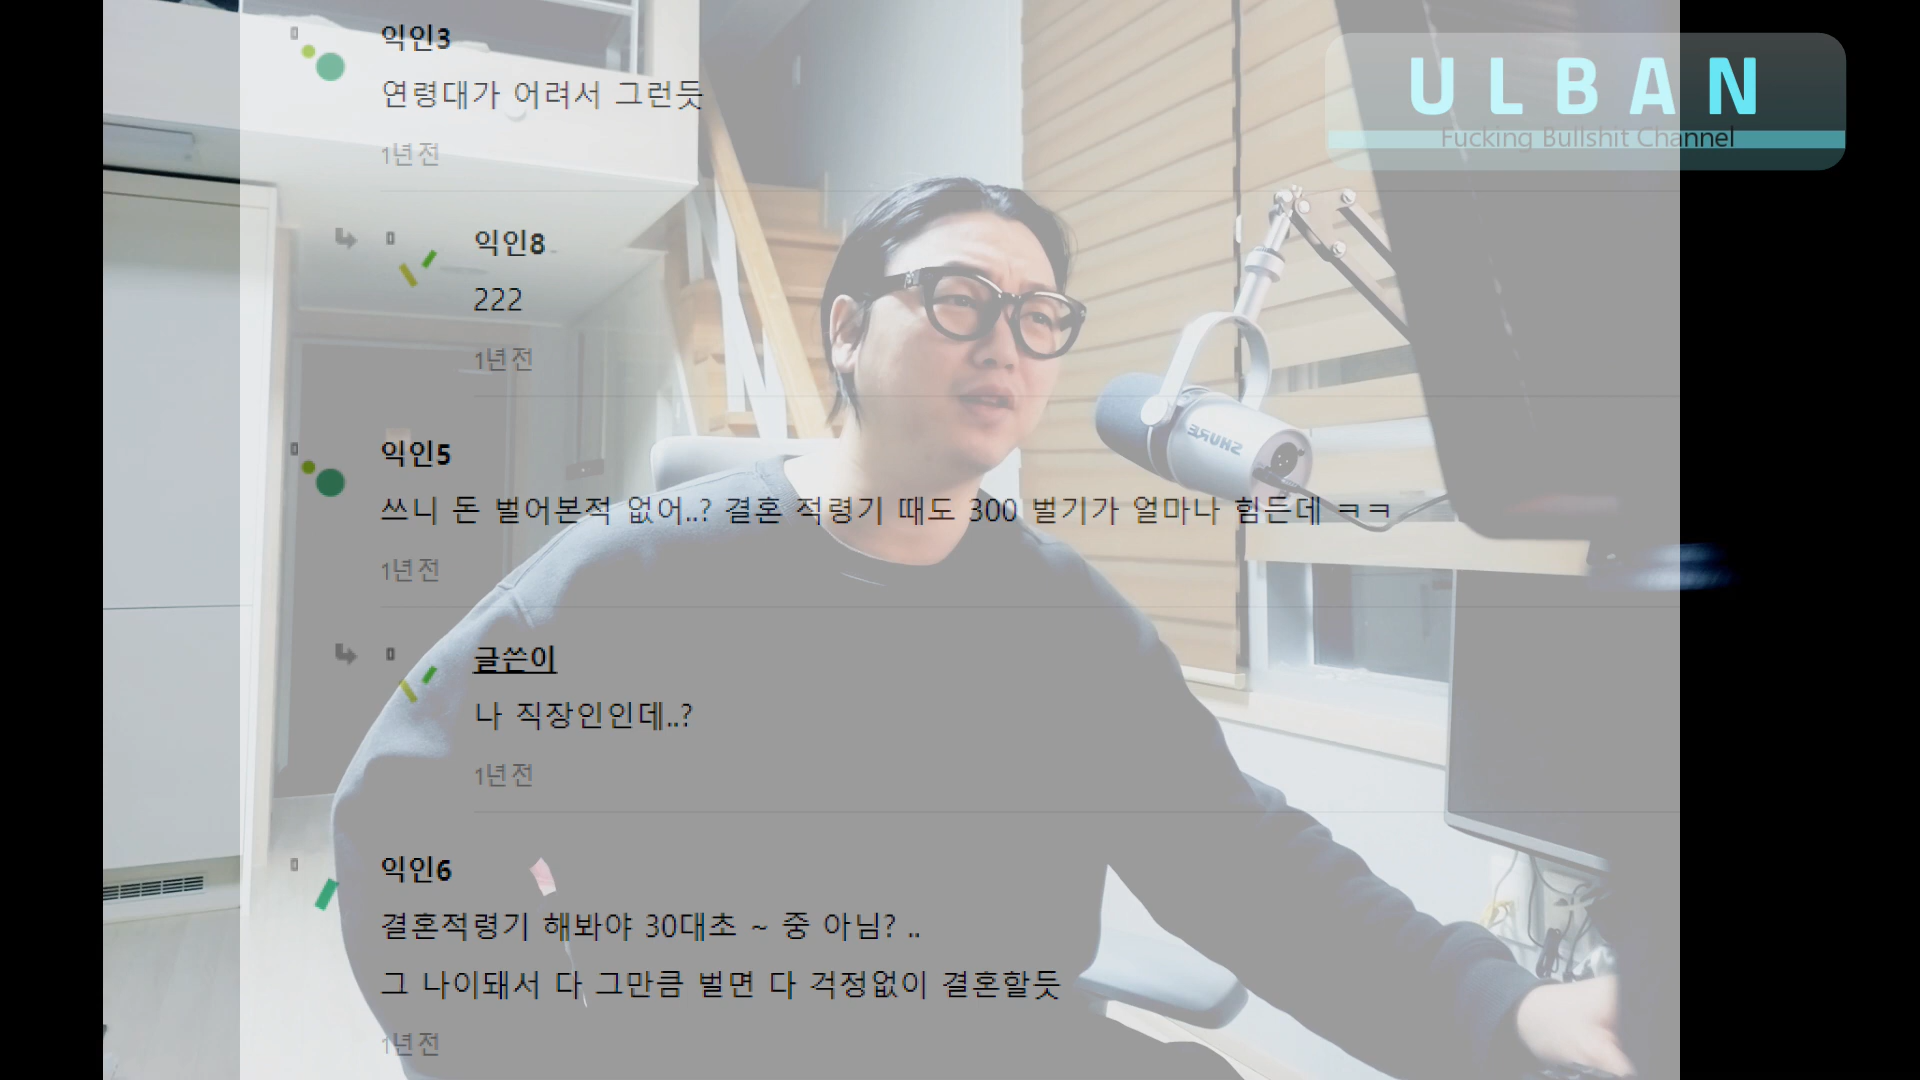 익인3
연령대가 어려서 그런듯
1년 전
익인8
222
1년 전
익인5
쓰니 돈 벌어본적 없어..? 결혼 적령기 때도 300 벌기가 얼마나 힘든데 ㅋㅋ
1년 전
글쓴이
나 직장인인데..?
1년 전
익인6
결혼적령기 해봐야 30대초 ~ 중 아님? ..
그 나이돼서 다 그만큼 벌면 다 걱정없이 결혼할듯
1년 전
ULBAN
Fucking Bullshit Channel
SHURE